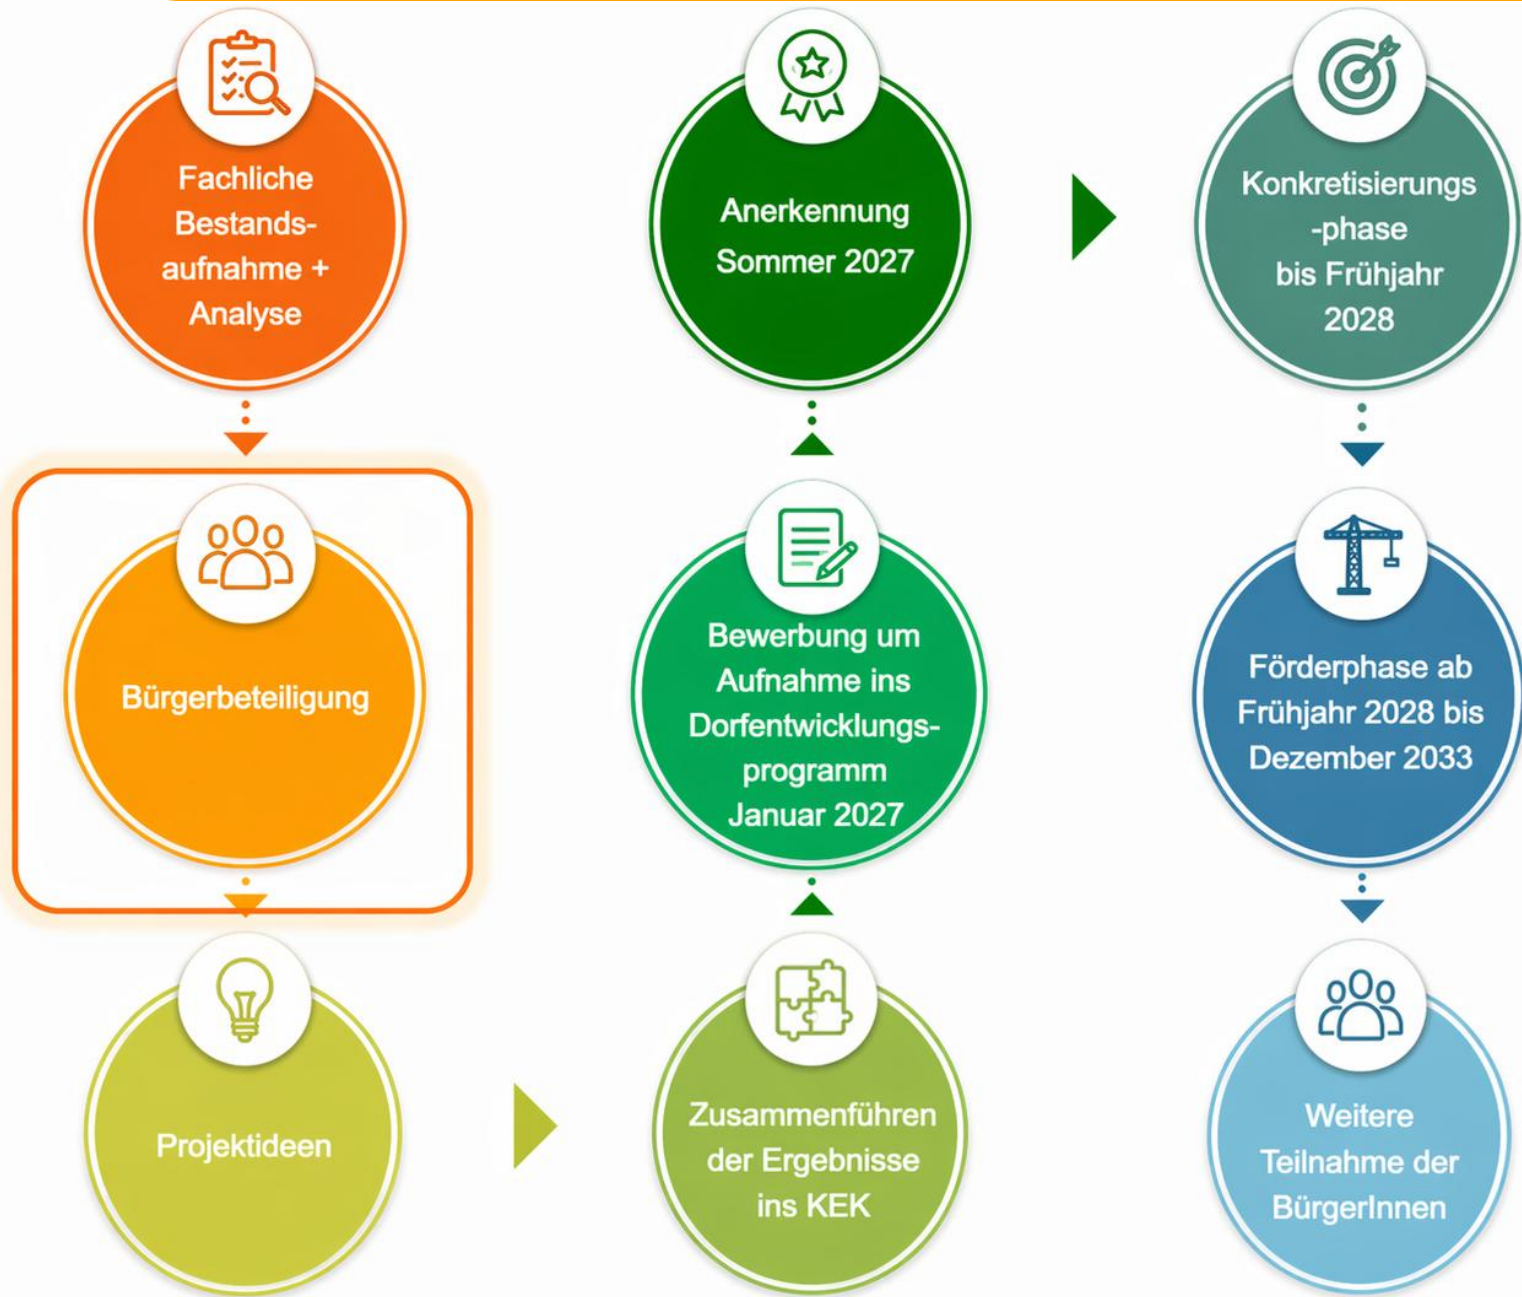 Fachliche
Bestands-
aufnahme +
Analyse
Bürgerbeteiligung
Projektideen
Zusammenführen
der Ergebnisse
ins KEK
Bewerbung um
Aufnahme ins
Dorfentwicklungs-
programm
Januar 2027
Anerkennung
Sommer 2027
Konkretisierungs
-phase
bis Frühjahr
2028
Förderphase ab
Frühjahr 2028 bis
Dezember 2033
Weitere
Teilnahme der
BürgerInnen